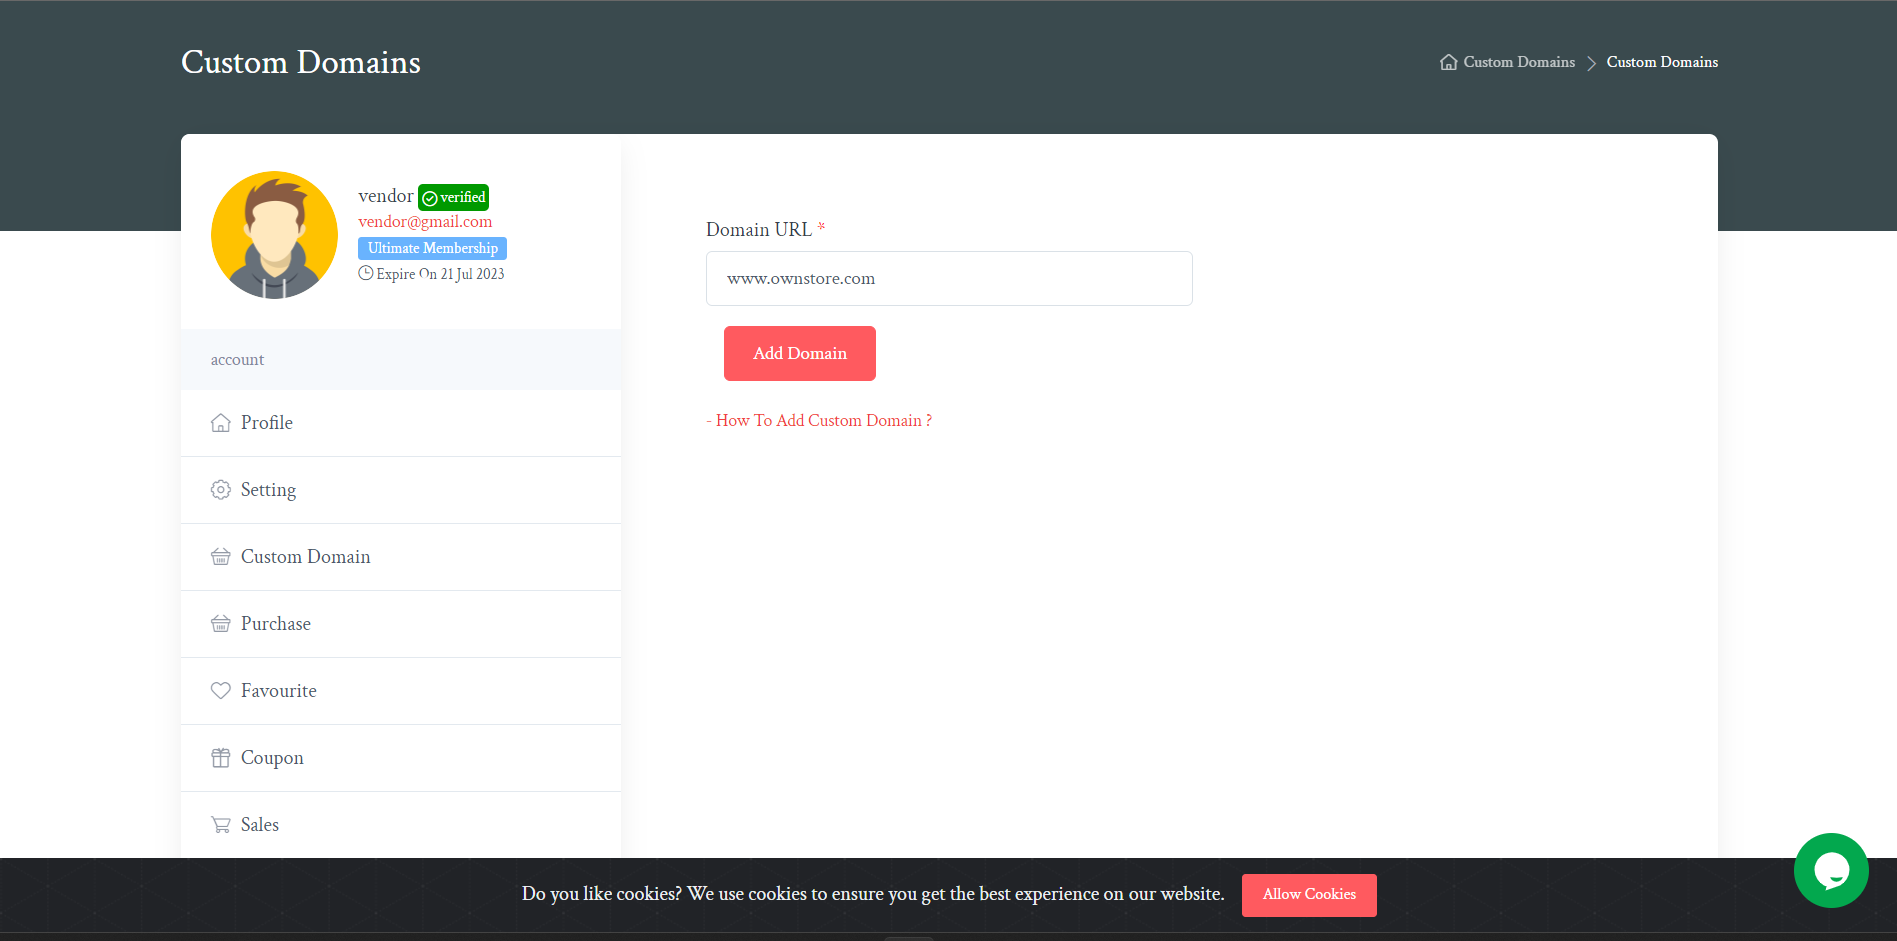 Custom Domains
Custom Domains
Custom Domains
vendor verified
vendor@gmail.com
Ultimate Membership
Expire On 21 Jul 2023
account
Profile
Setting
Custom Domain
Purchase
Favourite
Coupon
Sales
Domain URL *
www.ownstore.com
Add Domain
- How To Add Custom Domain ?
Do you like cookies? We use cookies to ensure you get the best experience on our website.
Allow Cookies